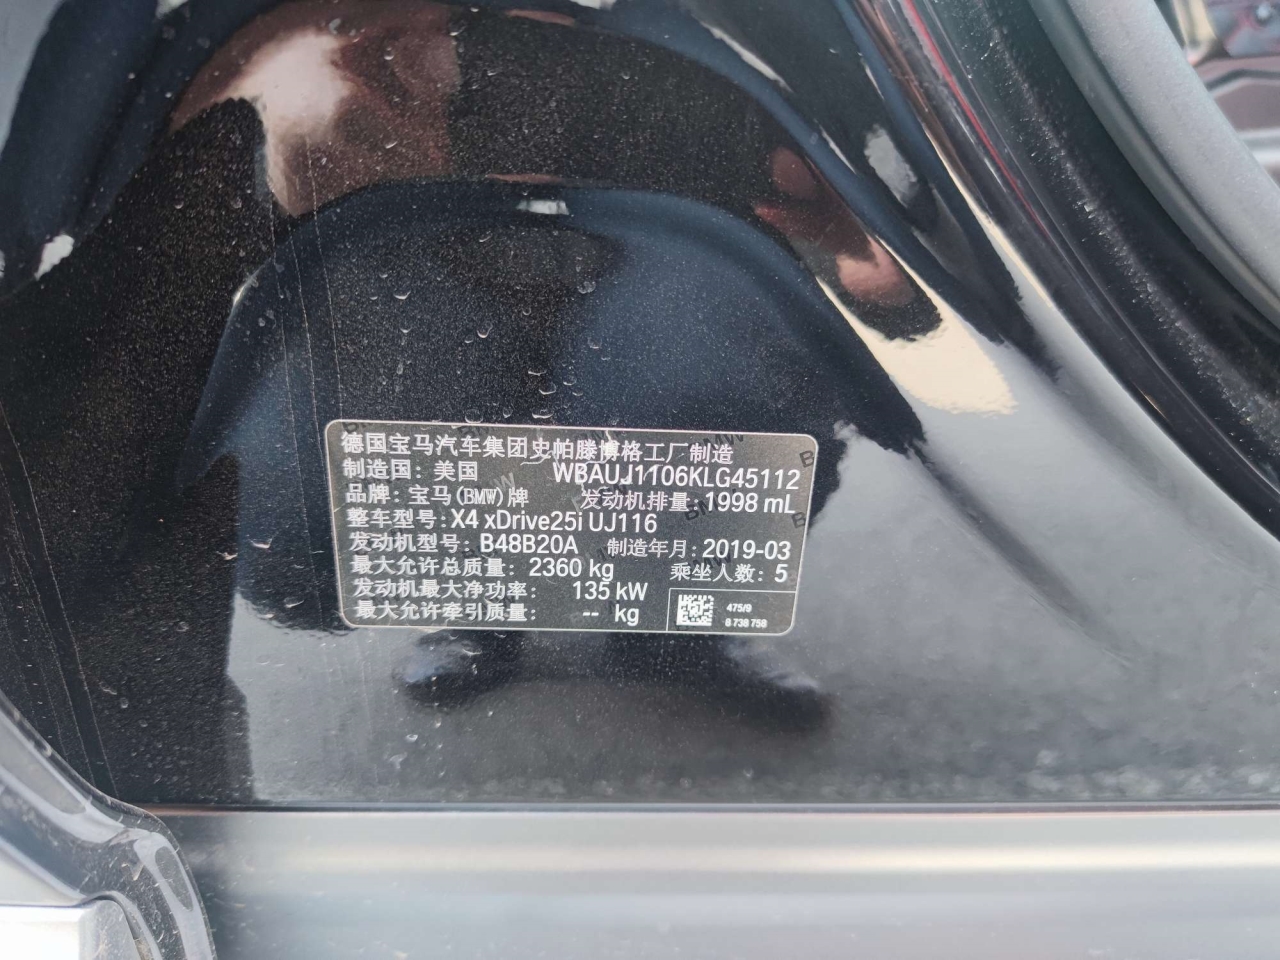 德国宝马汽车集团史帕滕博格工厂制造
制造国: 美国 WBAUJ1106KLG45112
品牌: 宝马(BMW)牌 发动机排量: 1998 mL
整车型号: X4 xDrive25i UJ116
发动机型号: B48B20A 制造年月: 2019-03
最大允许总质量: 2360 kg 乘坐人数: 5
发动机最大净功率: 135 kW
最大允许牵引质量: -- kg
475/9
8 738 758